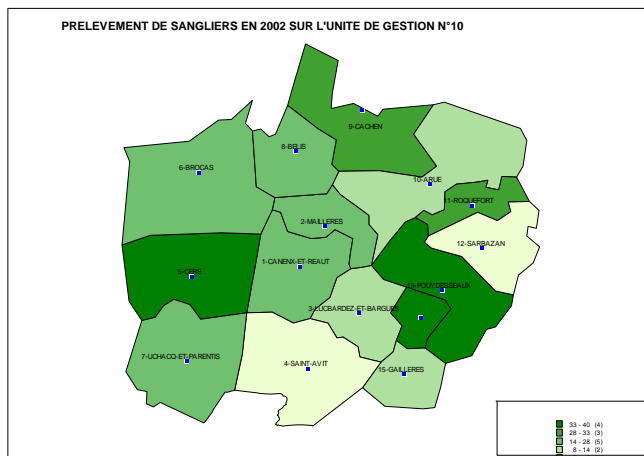 PRELEVEMENT DE SANGLIERS EN 2002 SUR L'UNITE DE GESTION N°10
9-CACHEN
8-BELIS
6-BROCAS
10-ARUE
11-ROQUEFORT
2-MAILLERES
12-SARBAZAN
1-CANENX-ET-REAUT
5-CERE
13-POUYDESSEAUX
3-LUCBARDEZ-ET-BARGUES
7-UCHACQ-ET-PARENTIS
4-SAINT-AVIT
15-GAILLERES
33 - 40 (4)
28 - 33 (3)
14 - 28 (5)
8 - 14 (2)